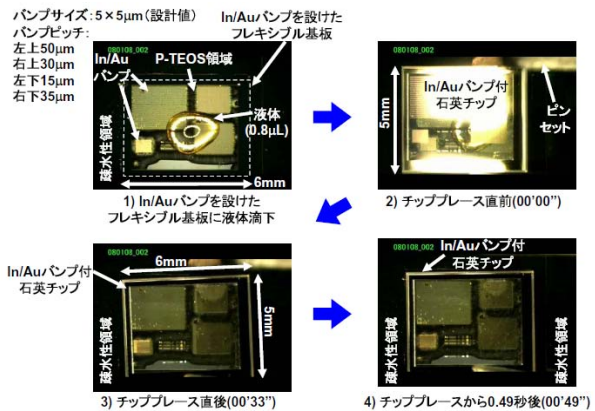 バンプサイズ：5×5μm（設計値）
バンプピッチ：
左上50μm
右上30μm
左下15μm
右下35μm
In/Auバンプを設けた
フレキシブル基板
In/Au
バンプ
P-TEOS領域
080108_002
液体
(0.8μL)
疎水性領域
6mm
1) In/Auバンプを設けた
フレキシブル基板に液体滴下
080108_002
In/Auバンプ付
石英チップ
ピン
セット
5mm
2) チッププレース直前(00'00")
In/Auバンプ付
石英チップ
080108_002
6mm
5mm
疎水性領域
3) チッププレース直後(00'33")
080108_002
In/Auバンプ付
石英チップ
疎水性領域
疎水性領域
4) チッププレースから0.49秒後(00'49")